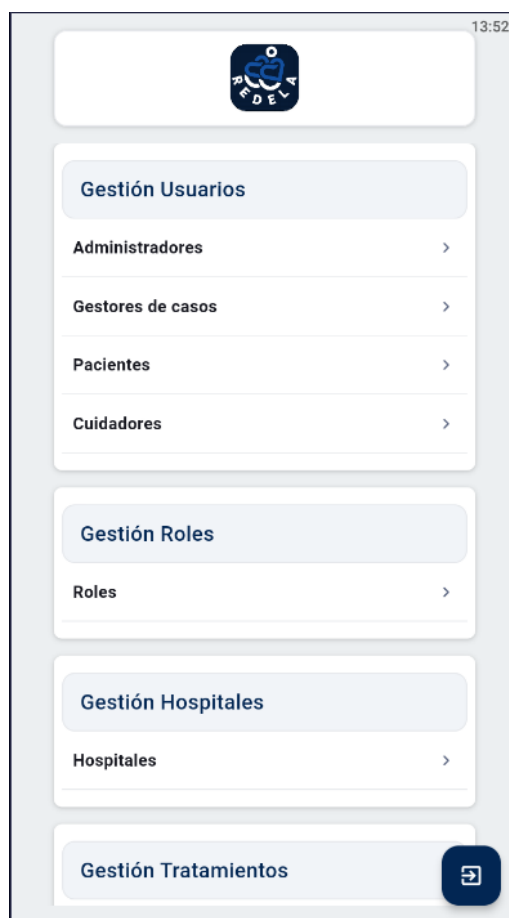 13:52
REDELA
Gestión Usuarios
Administradores
Gestores de casos
Pacientes
Cuidadores
Gestión Roles
Roles
Gestión Hospitales
Hospitales
Gestión Tratamientos